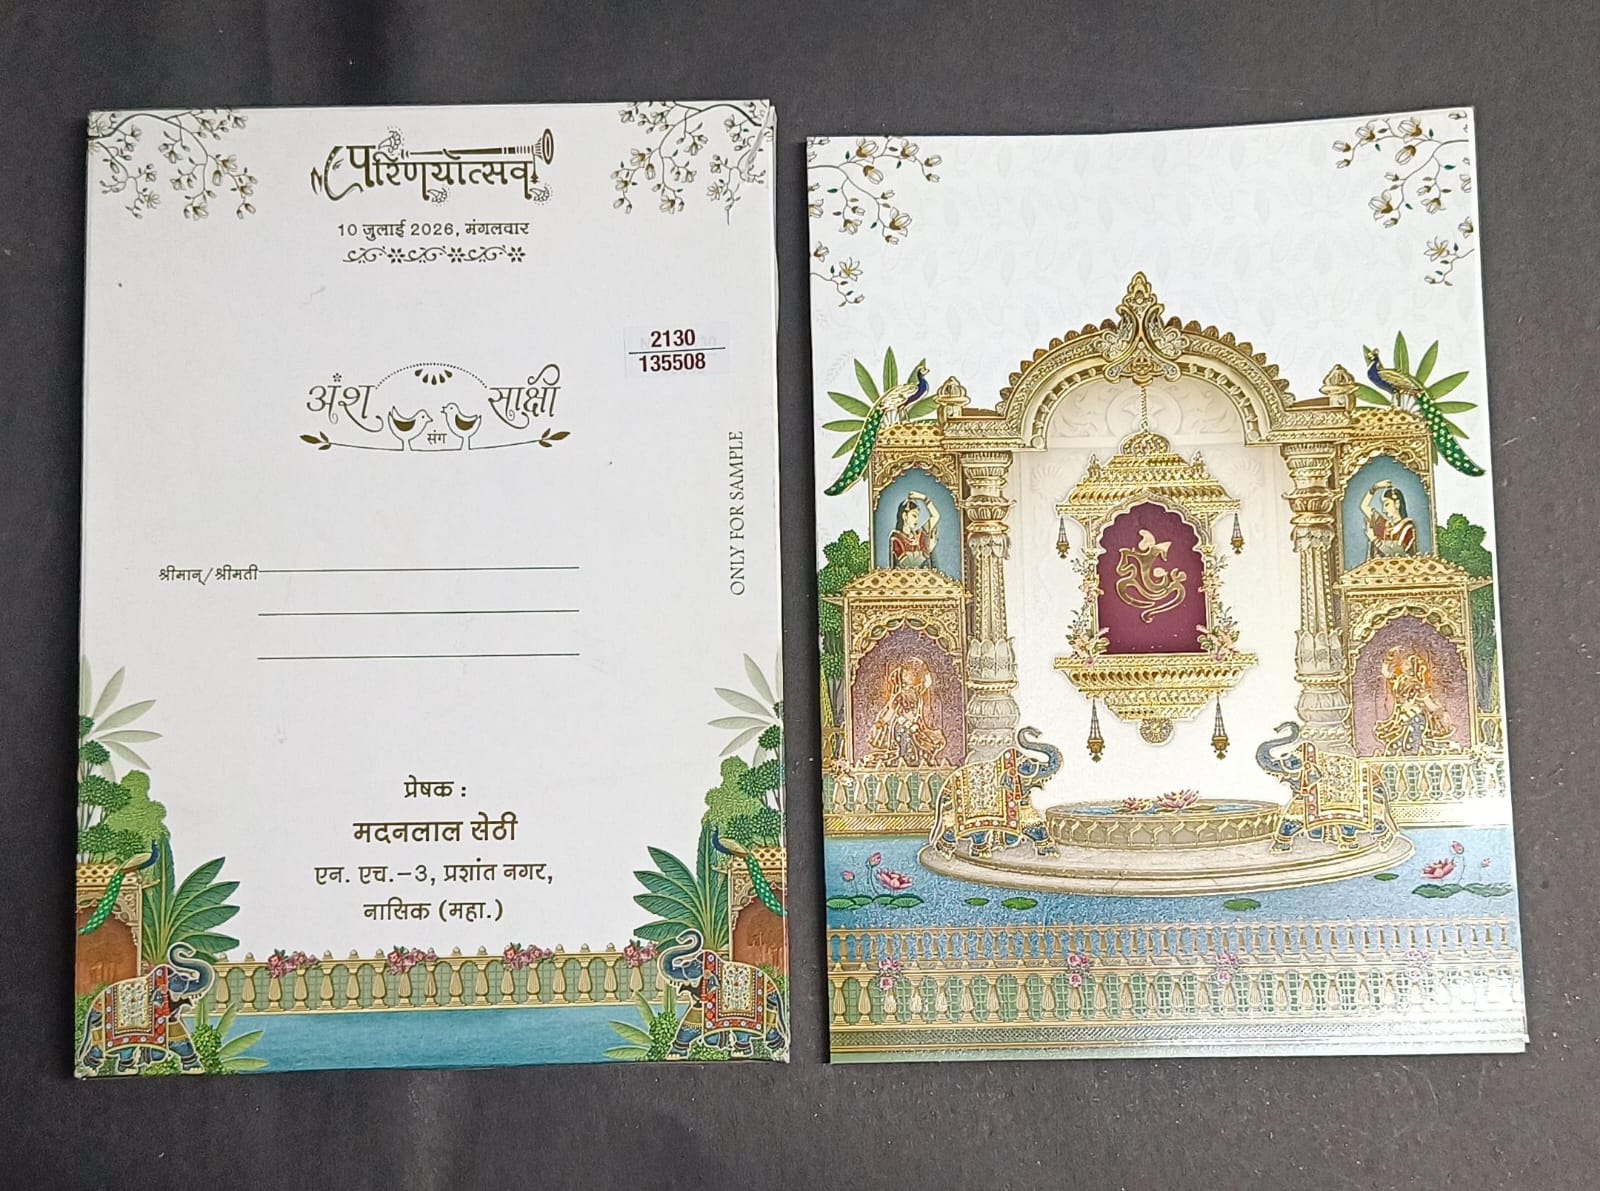 परिणयोत्सव
10 जुलाई 2026, मंगलवार
2130
135508
अंश संग साक्षी
ONLY FOR SAMPLE
श्रीमान्/श्रीमती
प्रेषक :
मदनलाल सेठी
एन. एच.-3, प्रशांत नगर,
नासिक (महा.)